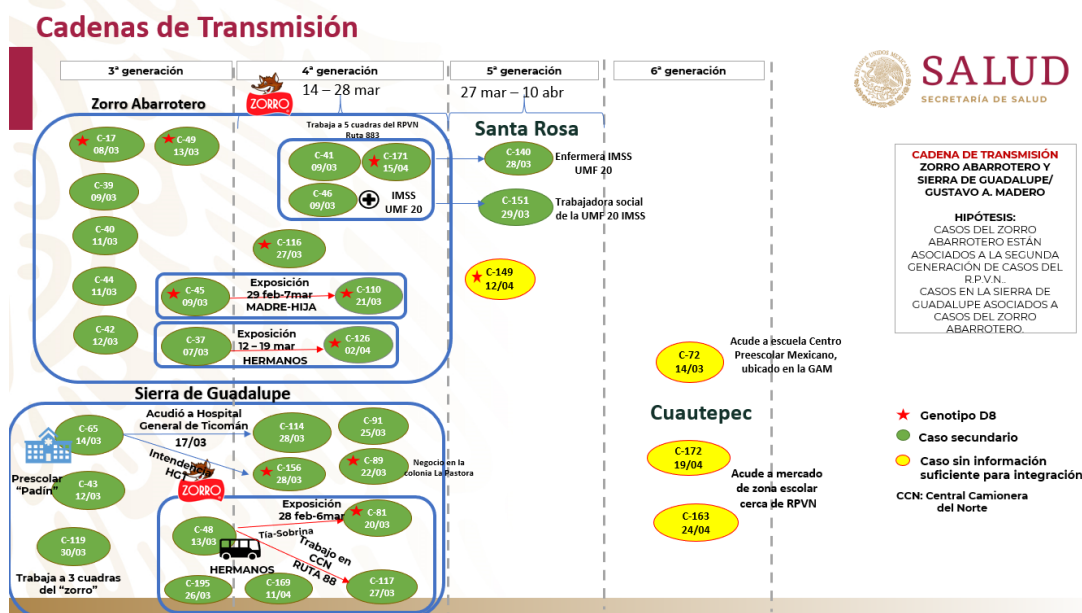 Cadenas de Transmisión
3ª generación
4ª generación
5ª generación
6ª generación
14 – 28 mar
27 mar – 10 abr
SALUD
SECRETARÍA DE SALUD
Zorro Abarrotero
ZORRO
Trabaja a 5 cuadras del RPVN
Ruta 883
Santa Rosa
C-17
08/03
C-49
13/03
C-41
09/03
C-171
15/04
C-140
28/03
Enfermera IMSS
UMF 20
C-39
09/03
C-46
09/03
IMSS
UMF 20
C-151
29/03
Trabajadora social
de la UMF 20 IMSS
C-40
11/03
C-116
27/03
C-149
12/04
C-44
11/03
C-45
09/03
Exposición
29 feb-7mar
MADRE-HIJA
C-110
21/03
C-42
12/03
C-37
07/03
Exposición
12 – 19 mar
HERMANOS
C-126
02/04
C-72
14/03
Acude a escuela Centro
Preescolar Mexicano,
ubicado en la GAM
CADENA DE TRANSMISIÓN
ZORRO ABARROTERO Y
SIERRA DE GUADALUPE/
GUSTAVO A. MADERO
HIPÓTESIS:
CASOS DEL ZORRO
ABARROTERO ESTÁN
ASOCIADOS A LA SEGUNDA
GENERACIÓN DE CASOS DEL
R.P.V.N..
CASOS EN LA SIERRA DE
GUADALUPE ASOCIADOS A
CASOS DEL ZORRO
ABARROTERO.
Sierra de Guadalupe
Cuautepec
C-65
14/03
Acudió a Hospital
General de Ticomán
17/03
Intendencia
HGT
C-114
28/03
C-91
25/03
C-156
28/03
C-89
22/03
Negocio en la
colonia La Pastora
Prescolar
“Padín”
C-43
12/03
ZORRO
C-172
19/04
Acude a mercado
de zona escolar
cerca de RPVN
C-163
24/04
C-48
13/03
Exposición
28 feb-6mar
Tía-Sobrina
C-81
20/03
Trabajo en
CCN
RUTA 88
C-119
30/03
Trabaja a 3 cuadras
del “zorro”
HERMANOS
C-195
26/03
C-169
11/04
C-117
27/03
Genotipo D8
Caso secundario
Caso sin información
suficiente para integración
CCN: Central Camionera
del Norte